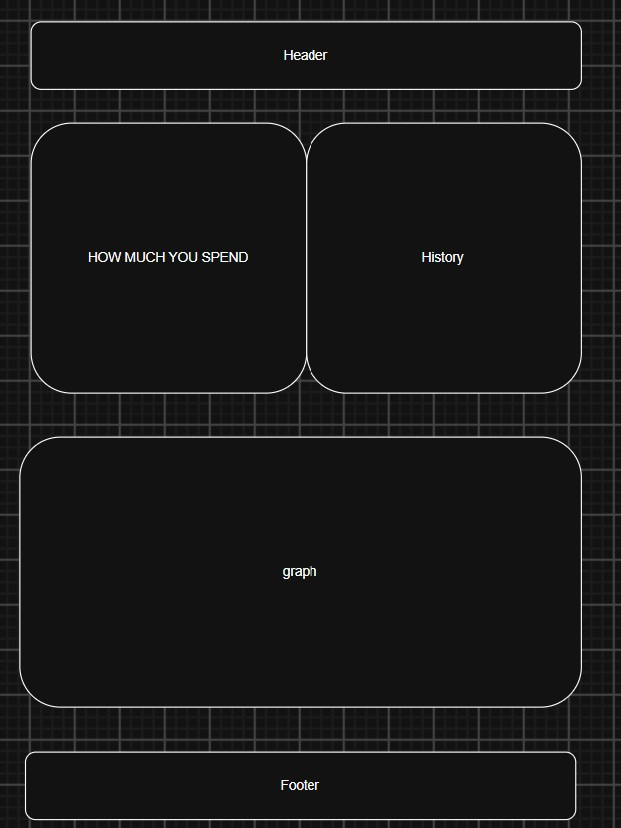 Header
HOW MUCH YOU SPEND
History
graph
Footer